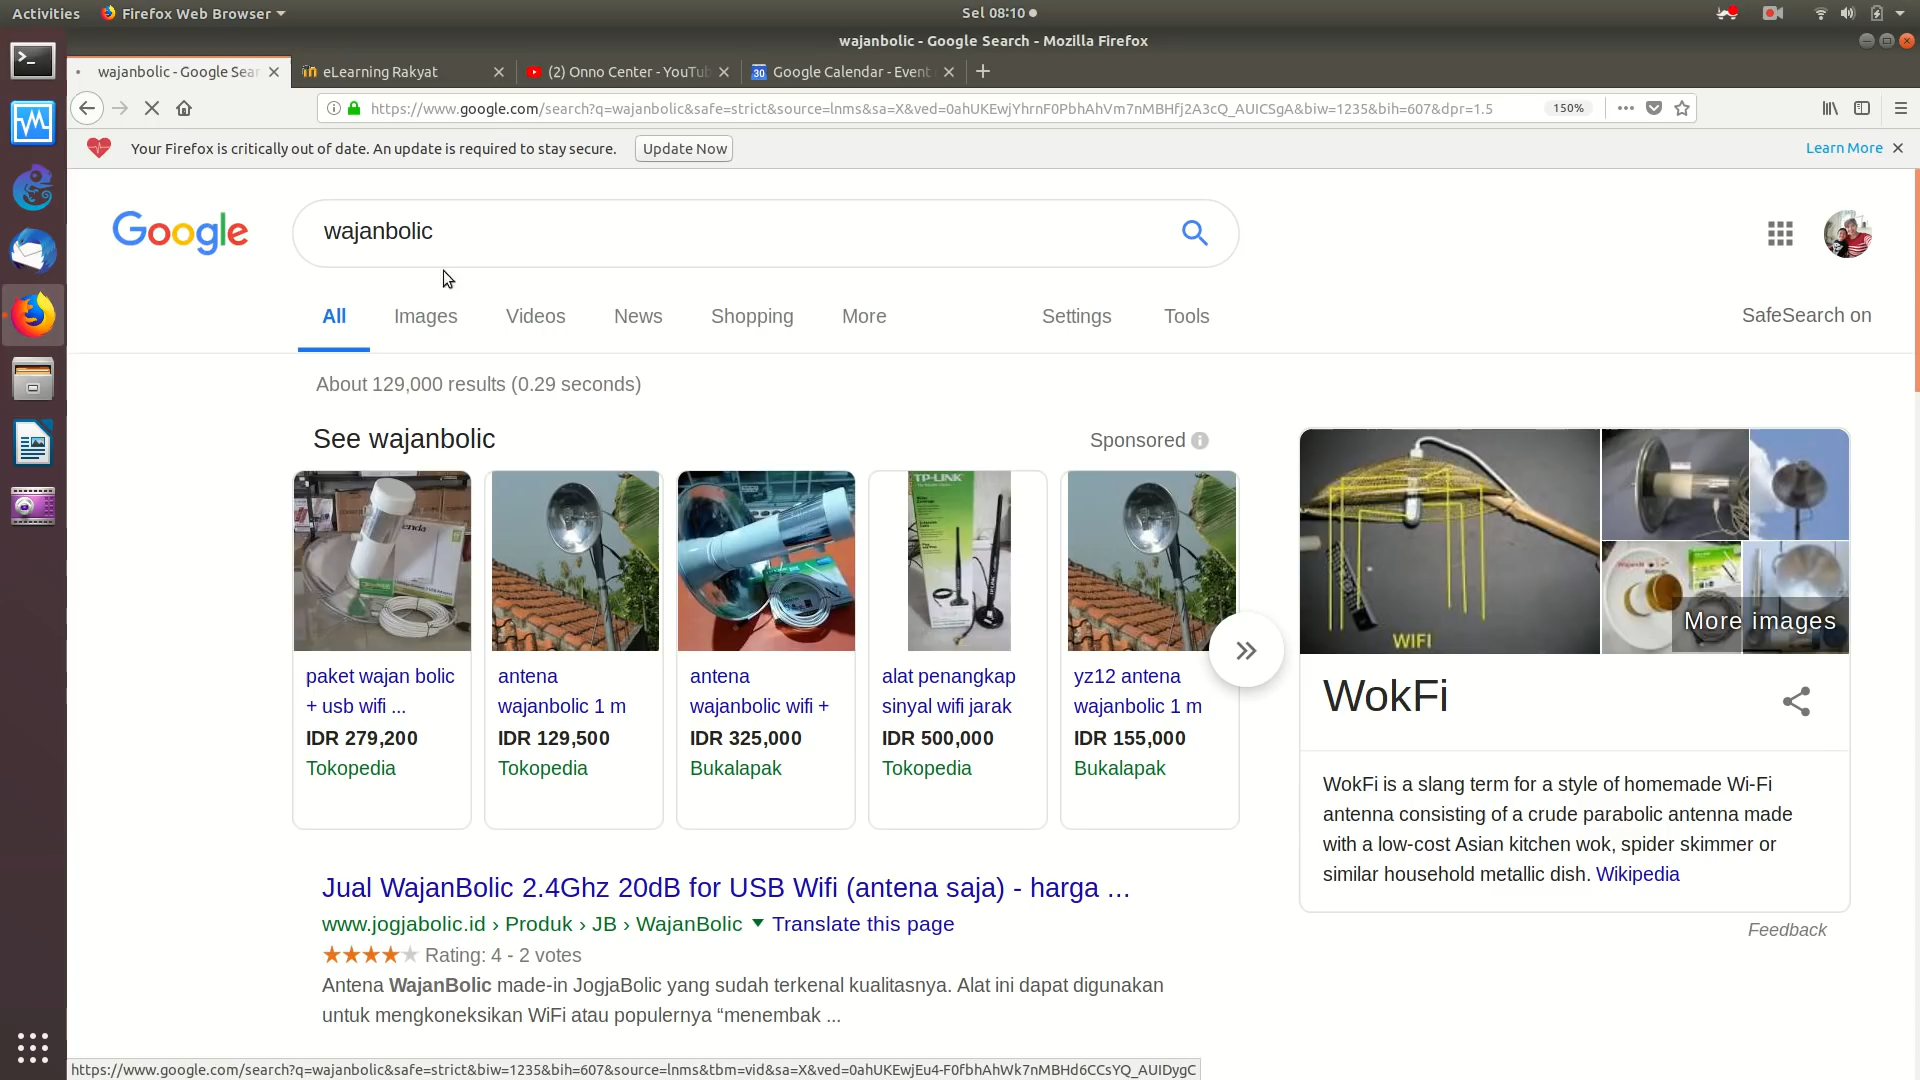 Activities
Firefox Web Browser
Sel 08:10
wajanbolic - Google Search - Mozilla Firefox
wajanbolic - Google Sear
eLearning Rakyat
(2) Onno Center - YouTub
30
Google Calendar - Event
https://www.google.com/search?q=wajanbolic&safe=strict&source=lnms&sa=X&ved=0ahUKEwjYhrnF0PbhAhVm7nMBHfj2A3cQ_AUICSgA&biw=1235&bih=607&dpr=1.5
150%
Your Firefox is critically out of date. An update is required to stay secure.
Update Now
Learn More
Google
wajanbolic
All
Images
Videos
News
Shopping
More
Settings
Tools
SafeSearch on
About 129,000 results (0.29 seconds)
See wajanbolic
Sponsored
TP-LINK
paket wajan bolic
+ usb wifi ...
IDR 279,200
Tokopedia
antena
wajanbolic 1 m
IDR 129,500
Tokopedia
antena
wajanbolic wifi +
IDR 325,000
Bukalapak
alat penangkap
sinyal wifi jarak
IDR 500,000
Tokopedia
yz12 antena
wajanbolic 1 m
IDR 155,000
Bukalapak
WIFI
More images
WokFi
WokFi is a slang term for a style of homemade Wi-Fi
antenna consisting of a crude parabolic antenna made
with a low-cost Asian kitchen wok, spider skimmer or
similar household metallic dish. Wikipedia
Feedback
Jual WajanBolic 2.4Ghz 20dB for USB Wifi (antena saja) - harga ...
www.jogjabolic.id › Produk › JB › WajanBolic
Translate this page
Rating: 4 - 2 votes
Antena WajanBolic made-in JogjaBolic yang sudah terkenal kualitasnya. Alat ini dapat digunakan
untuk mengkoneksikan WiFi atau populernya “menembak ...
https://www.google.com/search?q=wajanbolic&safe=strict&biw=1235&bih=607&source=lnms&tbm=vid&sa=X&ved=0ahUKEwjEu4-F0fbhAhWk7nMBHd6CCsYQ_AUIDygC